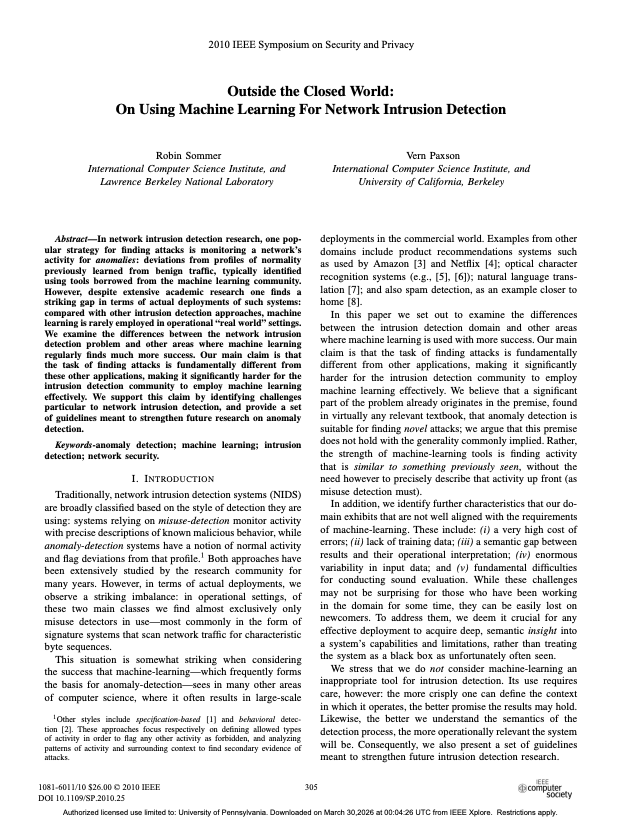 2010 IEEE Symposium on Security and Privacy
Outside the Closed World:
On Using Machine Learning For Network Intrusion Detection
Robin Sommer
International Computer Science Institute, and
Lawrence Berkeley National Laboratory
Vern Paxson
International Computer Science Institute, and
University of California, Berkeley
Abstract—In network intrusion detection research, one pop-
ular strategy for finding attacks is monitoring a network's
activity for anomalies: deviations from profiles of normality
previously learned from benign traffic, typically identified
using tools borrowed from the machine learning community.
However, despite extensive academic research one finds a
striking gap in terms of actual deployments of such systems:
compared with other intrusion detection approaches, machine
learning is rarely employed in operational “real world” settings.
We examine the differences between the network intrusion
detection problem and other areas where machine learning
regularly finds much more success. Our main claim is that
the task of finding attacks is fundamentally different from
these other applications, making it significantly harder for the
intrusion detection community to employ machine learning
effectively. We support this claim by identifying challenges
particular to network intrusion detection, and provide a set
of guidelines meant to strengthen future research on anomaly
detection.
Keywords-anomaly detection; machine learning; intrusion
detection; network security.
I. INTRODUCTION
Traditionally, network intrusion detection systems (NIDS)
are broadly classified based on the style of detection they are
using: systems relying on misuse-detection monitor activity
with precise descriptions of known malicious behavior, while
anomaly-detection systems have a notion of normal activity
and flag deviations from that profile.1 Both approaches have
been extensively studied by the research community for
many years. However, in terms of actual deployments, we
observe a striking imbalance: in operational settings, of
these two main classes we find almost exclusively only
misuse detectors in use—most commonly in the form of
signature systems that scan network traffic for characteristic
byte sequences.
This situation is somewhat striking when considering
the success that machine-learning—which frequently forms
the basis for anomaly-detection—sees in many other areas
of computer science, where it often results in large-scale
1Other styles include specification-based [1] and behavioral detec-
tion [2]. These approaches focus respectively on defining allowed types
of activity in order to flag any other activity as forbidden, and analyzing
patterns of activity and surrounding context to find secondary evidence of
attacks.
deployments in the commercial world. Examples from other
domains include product recommendations systems such
as used by Amazon [3] and Netflix [4]; optical character
recognition systems (e.g., [5], [6]); natural language trans-
lation [7]; and also spam detection, as an example closer to
home [8].
In this paper we set out to examine the differences
between the intrusion detection domain and other areas
where machine learning is used with more success. Our main
claim is that the task of finding attacks is fundamentally
different from other applications, making it significantly
harder for the intrusion detection community to employ
machine learning effectively. We believe that a significant
part of the problem already originates in the premise, found
in virtually any relevant textbook, that anomaly detection is
suitable for finding novel attacks; we argue that this premise
does not hold with the generality commonly implied. Rather,
the strength of machine-learning tools is finding activity
that is similar to something previously seen, without the
need however to precisely describe that activity up front (as
misuse detection must).
In addition, we identify further characteristics that our do-
main exhibits that are not well aligned with the requirements
of machine-learning. These include: (i) a very high cost of
errors; (ii) lack of training data; (iii) a semantic gap between
results and their operational interpretation; (iv) enormous
variability in input data; and (v) fundamental difficulties
for conducting sound evaluation. While these challenges
may not be surprising for those who have been working
in the domain for some time, they can be easily lost on
newcomers. To address them, we deem it crucial for any
effective deployment to acquire deep, semantic insight into
a system's capabilities and limitations, rather than treating
the system as a black box as unfortunately often seen.
We stress that we do not consider machine-learning an
inappropriate tool for intrusion detection. Its use requires
care, however: the more crisply one can define the context
in which it operates, the better promise the results may hold.
Likewise, the better we understand the semantics of the
detection process, the more operationally relevant the system
will be. Consequently, we also present a set of guidelines
meant to strengthen future intrusion detection research.
1081-6011/10 $26.00 © 2010 IEEE
DOI 10.1109/SP.2010.25
305
IEEE
computer
society
Authorized licensed use limited to: University of Pennsylvania. Downloaded on March 30,2026 at 00:04:26 UTC from IEEE Xplore. Restrictions apply.